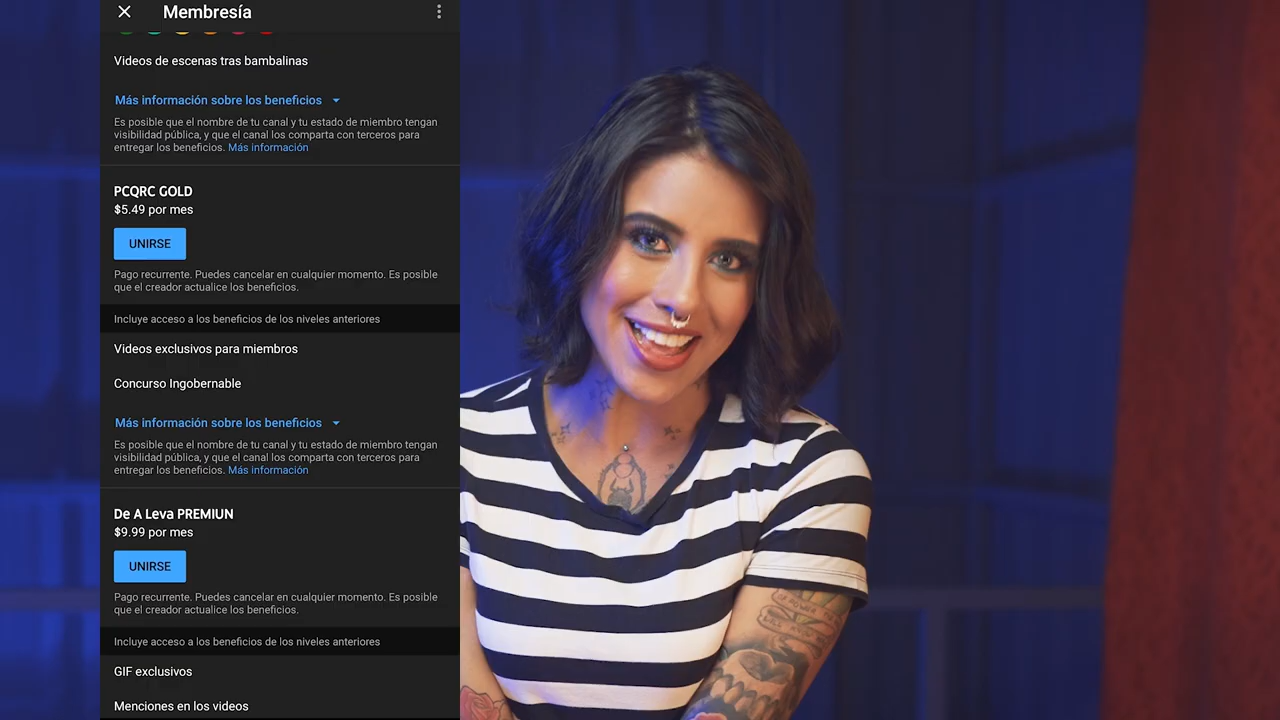 Membresía
Videos de escenas tras bambalinas
Más información sobre los beneficios
Es posible que el nombre de tu canal y tu estado de miembro tengan
visibilidad pública, y que el canal los comparta con terceros para
entregar los beneficios. Más información
PCQRC GOLD
$5.49 por mes
UNIRSE
Pago recurrente. Puedes cancelar en cualquier momento. Es posible
que el creador actualice los beneficios.
Incluye acceso a los beneficios de los niveles anteriores
Videos exclusivos para miembros
Concurso Ingobernable
Más información sobre los beneficios
Es posible que el nombre de tu canal y tu estado de miembro tengan
visibilidad pública, y que el canal los comparta con terceros para
entregar los beneficios. Más información
De A Leva PREMIUN
$9.99 por mes
UNIRSE
Pago recurrente. Puedes cancelar en cualquier momento. Es posible
que el creador actualice los beneficios.
Incluye acceso a los beneficios de los niveles anteriores
GIF exclusivos
Menciones en los videos